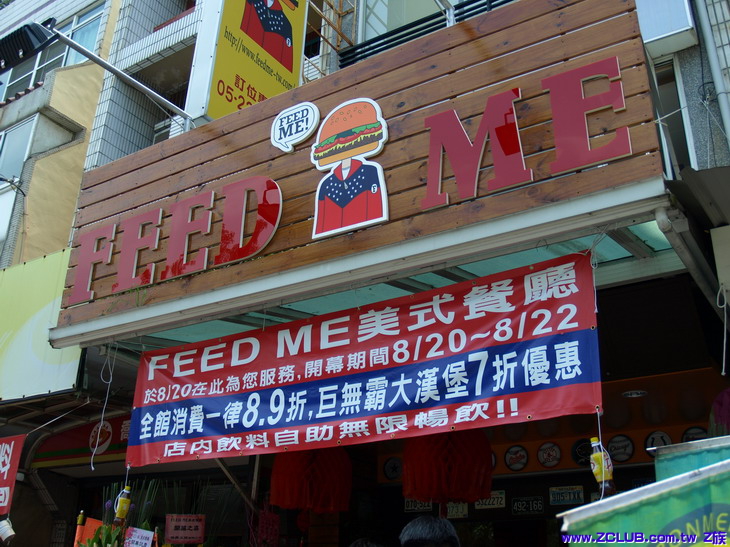 http://www.feedme-tw.com
訂位
05-22
FEED ME!
FEED ME
FEED ME美式餐廳
於8/20在此為您服務,開幕期間8/20~8/22
全館消費一律8.9折,巨無霸大漢堡7折優惠
店內飲料自助無限暢飲!!
492·166
www.ZCLUB.com.tw Z族